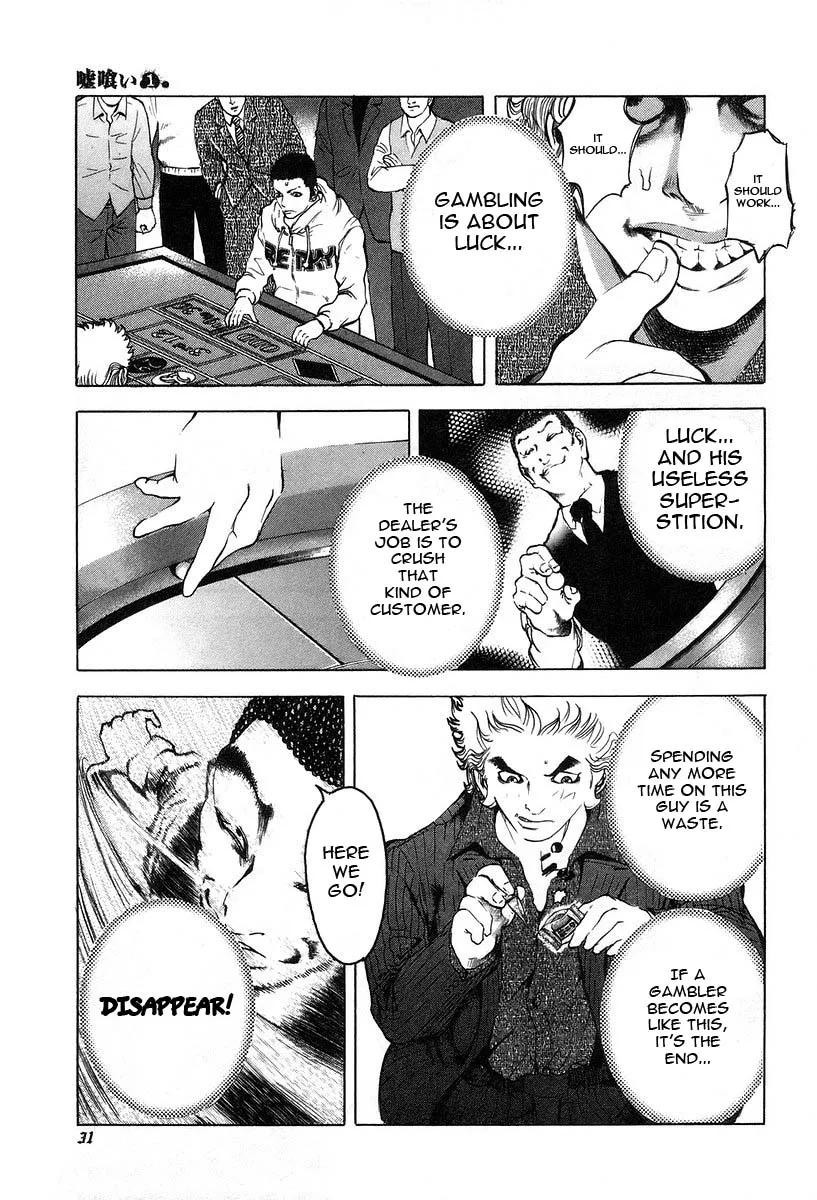 嘘喰い 1。
IT
SHOULD...
IT
SHOULD
WORK...
GAMBLING
IS ABOUT
LUCK...
LUCK...
AND HIS
USELESS
SUPER-
STITION.
THE
DEALER'S
JOB IS TO
CRUSH
THAT
KIND OF
CUSTOMER.
SPENDING
ANY MORE
TIME ON THIS
GUY IS A
WASTE.
IF A
GAMBLER
BECOMES
LIKE THIS,
IT'S THE
END...
HERE
WE
GO!
DISAPPEAR!
31